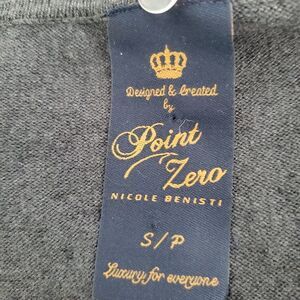 Designed & Created
by
Point
Zero
NICOLE BENISTI
S/P
Luxury for everyone